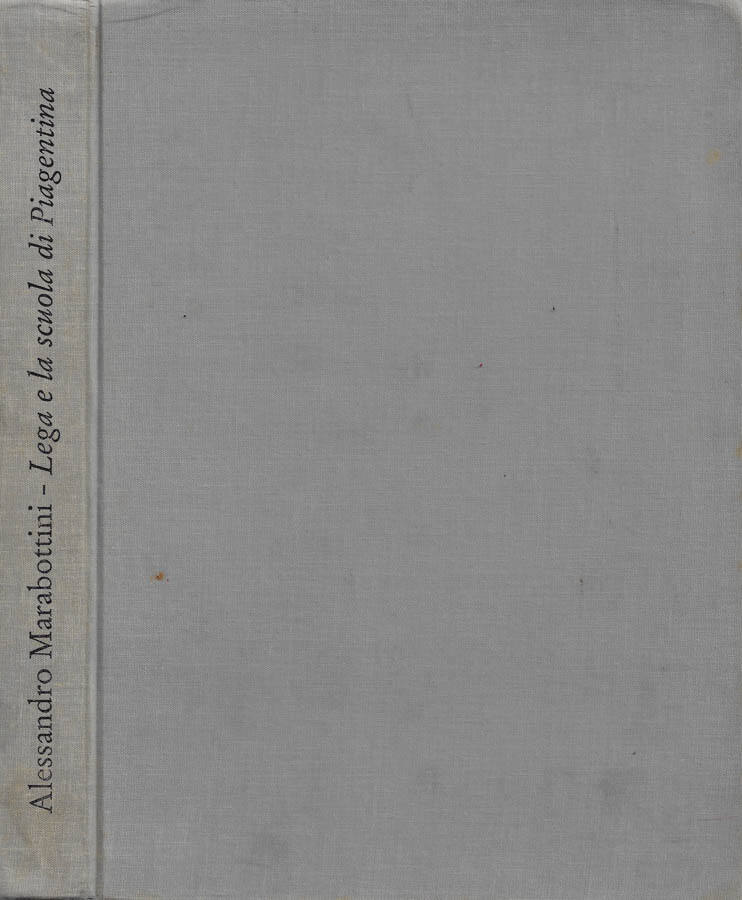 Alessandro Marabottini - Lega e la scuola di Piagentina